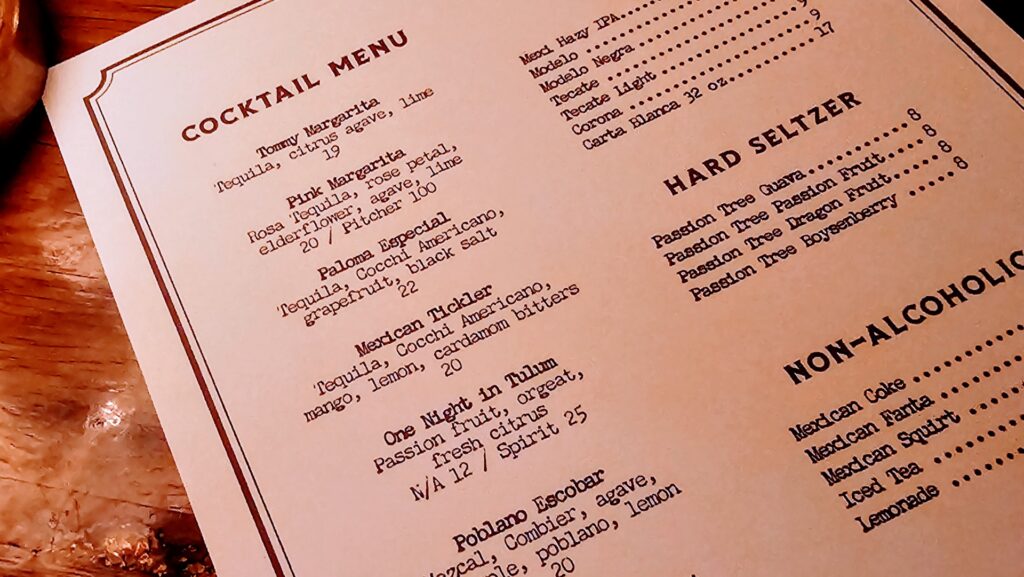 COCKTAIL MENU
Tommy Margarita
Tequila, citrus agave, lime
19
Pink Margarita
Rosa Tequila, rose petal,
elderflower, agave, lime
20 / Pitcher 100
Paloma Especial
Tequila, Cocchi Americano,
grapefruit, black salt
22
Mexican Tickler
Tequila, Cocchi Americano,
mango, lemon, cardamom bitters
20
One Night in Tulum
Passion fruit, orgeat,
fresh citrus
N/A 12 / Spirit 25
Poblano Escobar
Combier, agave,
poblano, lemon
20
Mexi Hazy IPA
Modelo
Modelo Negra
Tecate
Tecate light 9
Corona 9
Carta Blanca 32 oz 17
HARD SELTZER
Passion Tree Guava 8
Passion Tree Passion Fruit 8
Passion Tree Dragon Fruit 8
Passion Tree Boysenberry 8
NON-ALCOHOLIC
Mexican Coke
Mexican Fanta
Mexican Squirt
Iced Tea
Lemonade